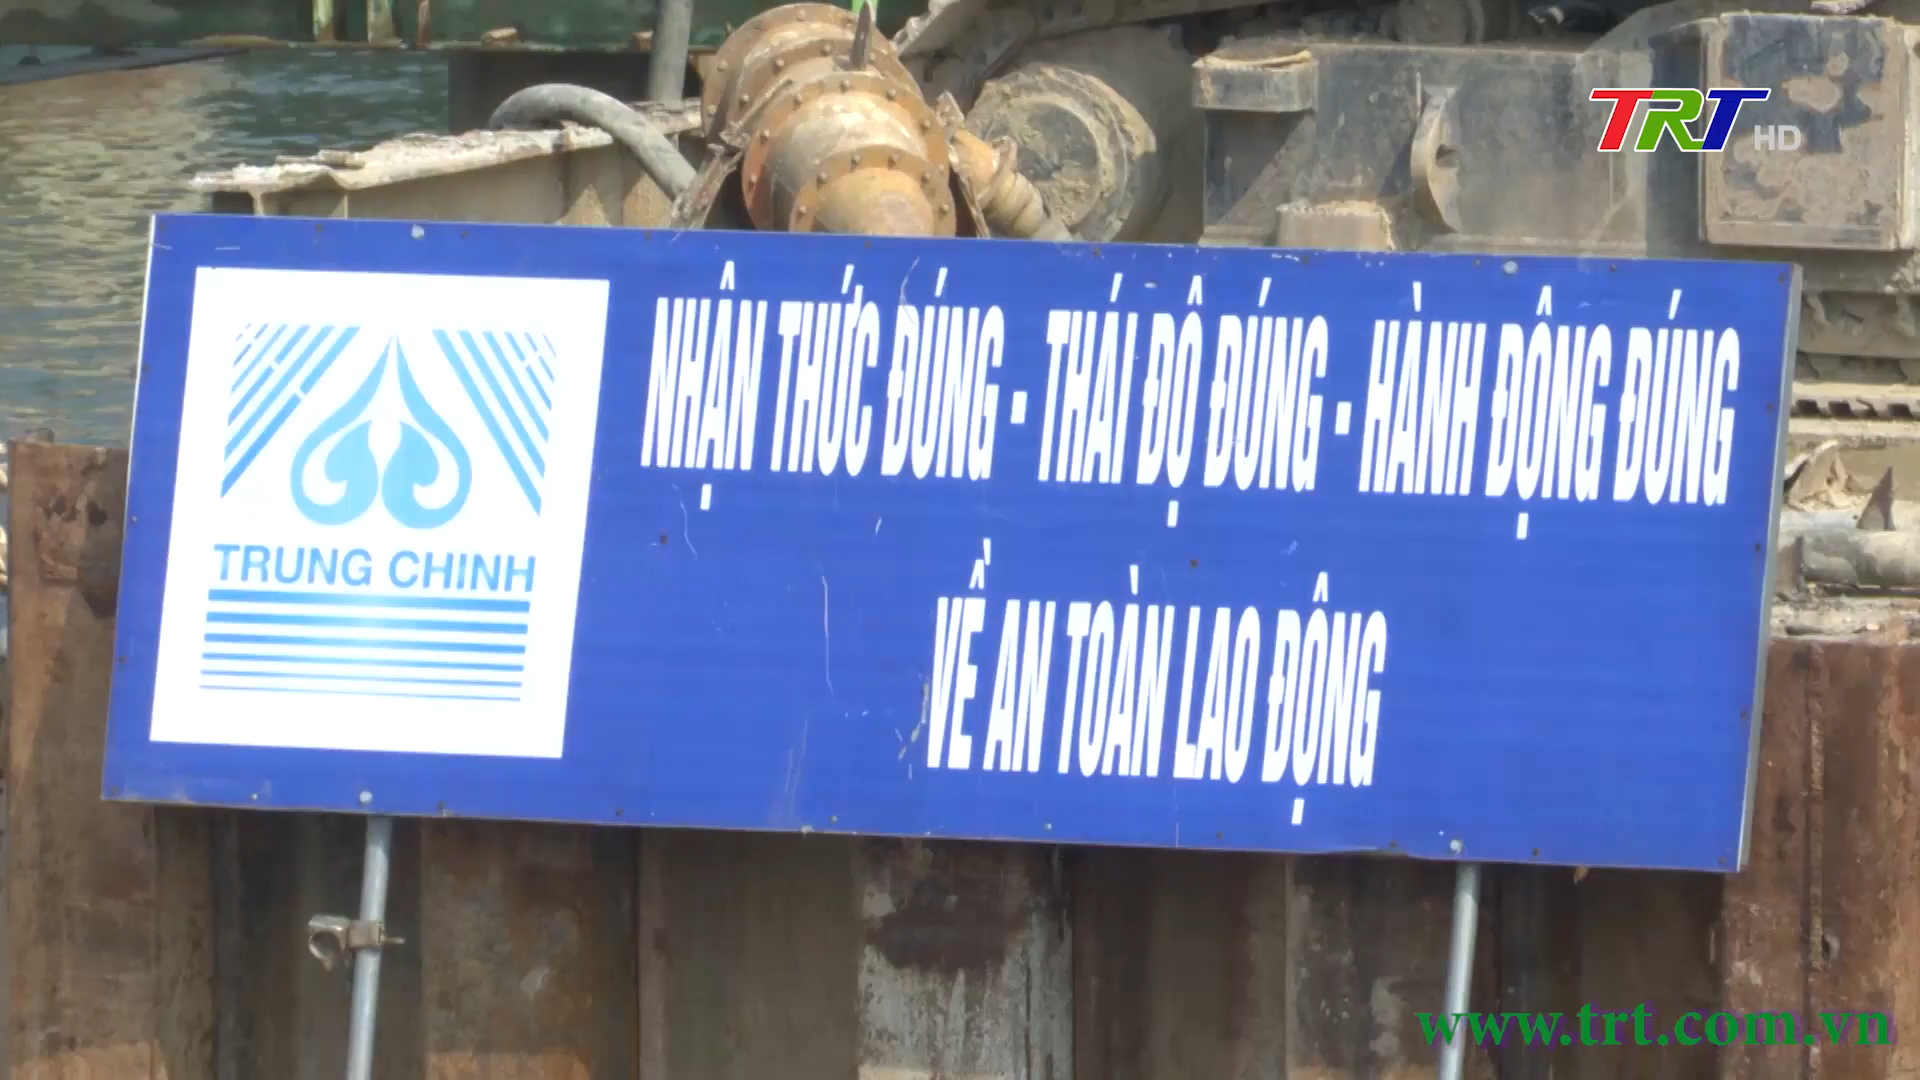 TRT HD
NHẬN THỨC ĐÚNG - THÁI ĐỘ ĐÚNG - HÀNH ĐỘNG ĐÚNG
VỀ AN TOÀN LAO ĐỘNG
TRUNG CHINH
www.trt.com.vn